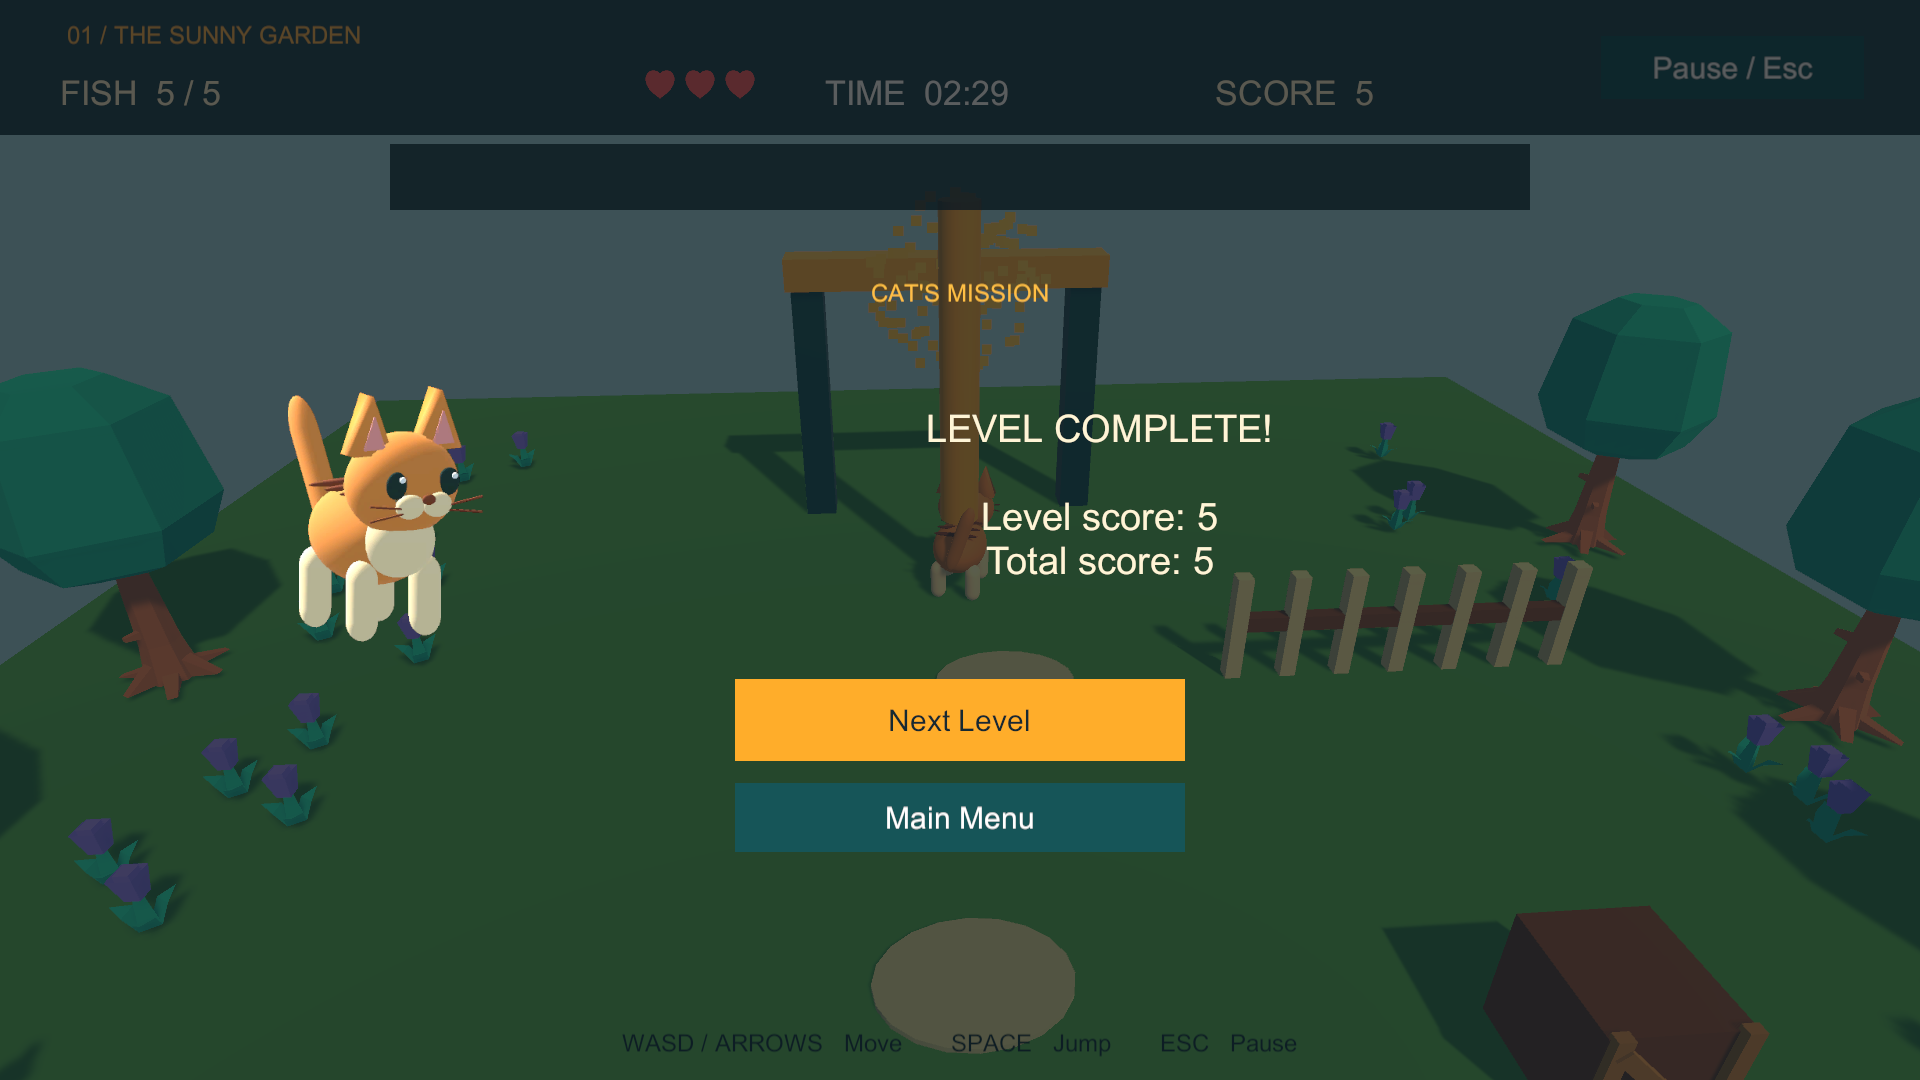 01 / THE SUNNY GARDEN
FISH 5 / 5
TIME 02:29
SCORE 5
Pause / Esc
CAT'S MISSION
LEVEL COMPLETE!
Level score: 5
Total score: 5
Next Level
Main Menu
WASD / ARROWS Move SPACE Jump ESC Pause